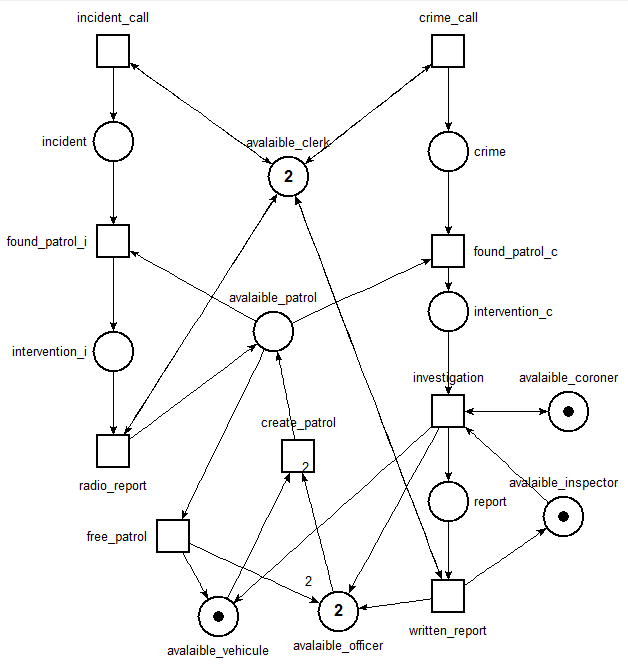 incident_call
crime_call
incident
avalaible_clerk
2
crime
found_patrol_i
found_patrol_c
avalaible_patrol
intervention_c
intervention_i
investigation
avalaible_coroner
create_patrol
2
radio_report
avalaible_inspector
report
free_patrol
2
2
avalaible_vehicule
avalaible_officer
written_report